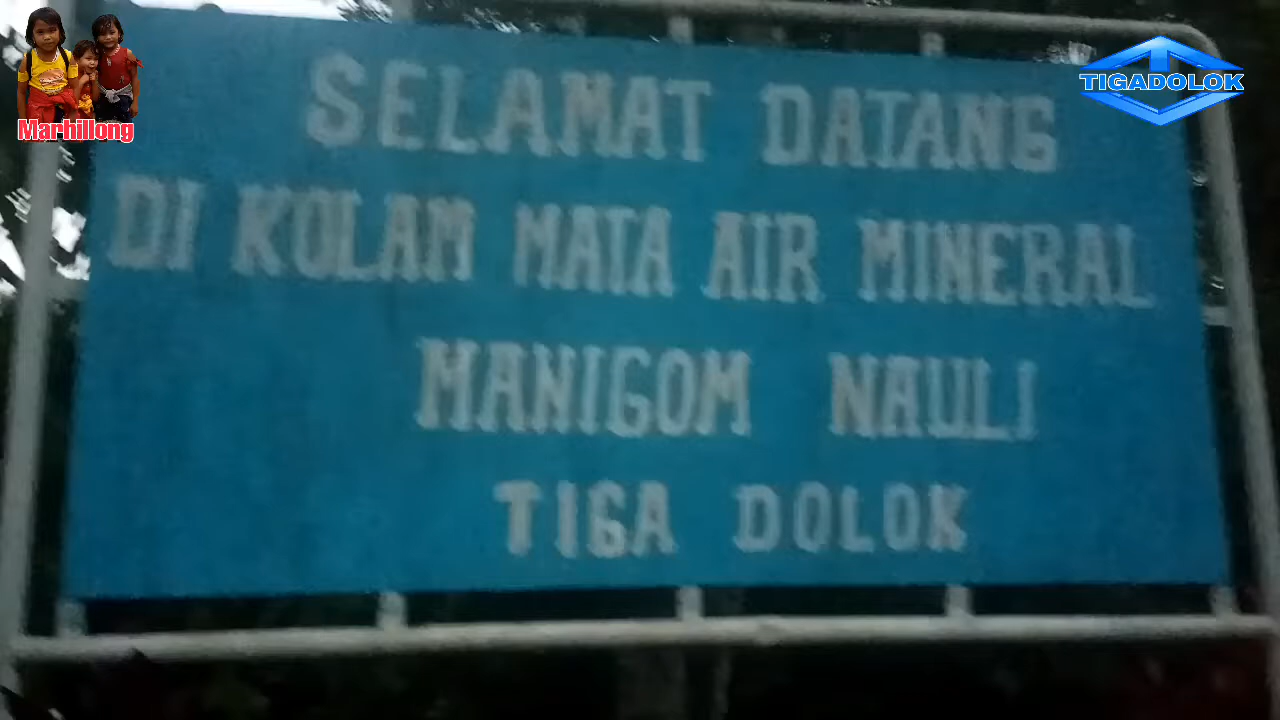 Marhillong
TIGADOLOK
SELAMAT DATANG
DI KOLAM MATA AIR MINERAL
MANIGOM NAULI
TIGA DOLOK